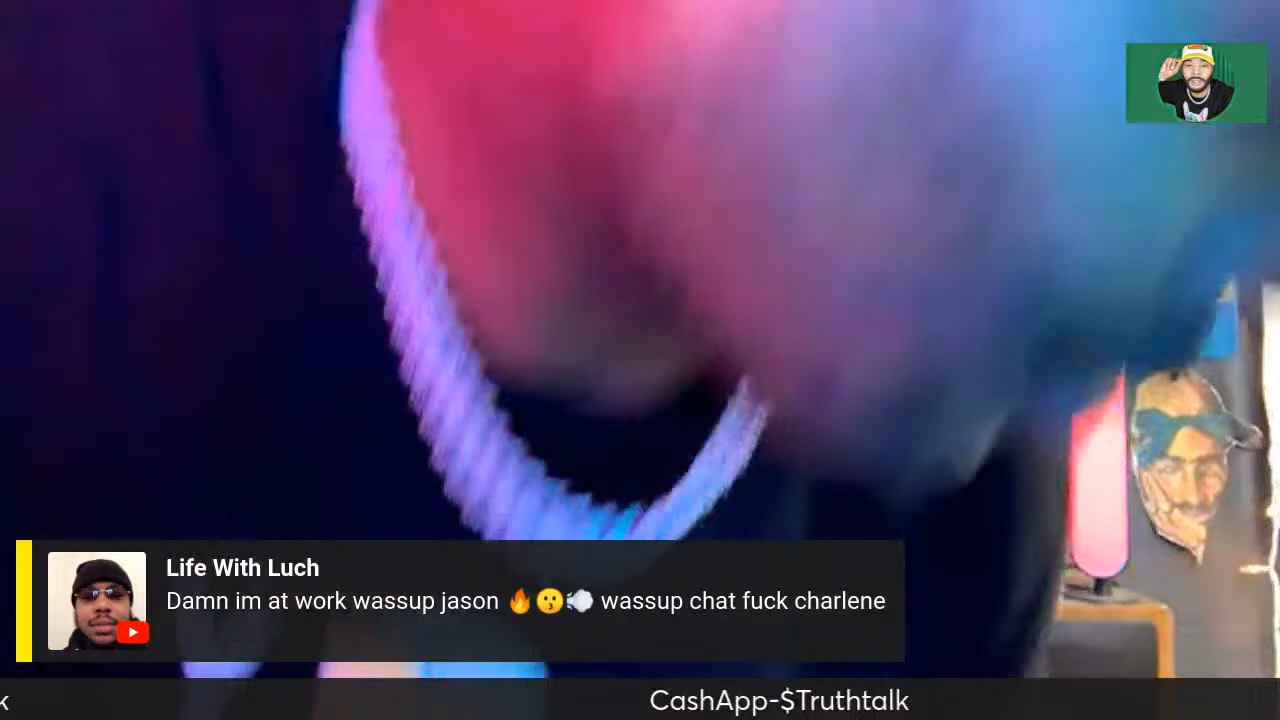 Life With Luch
Damn im at work wassup jason 🔥😗💨 wassup chat fuck charlene
k
CashApp-$Truthtalk